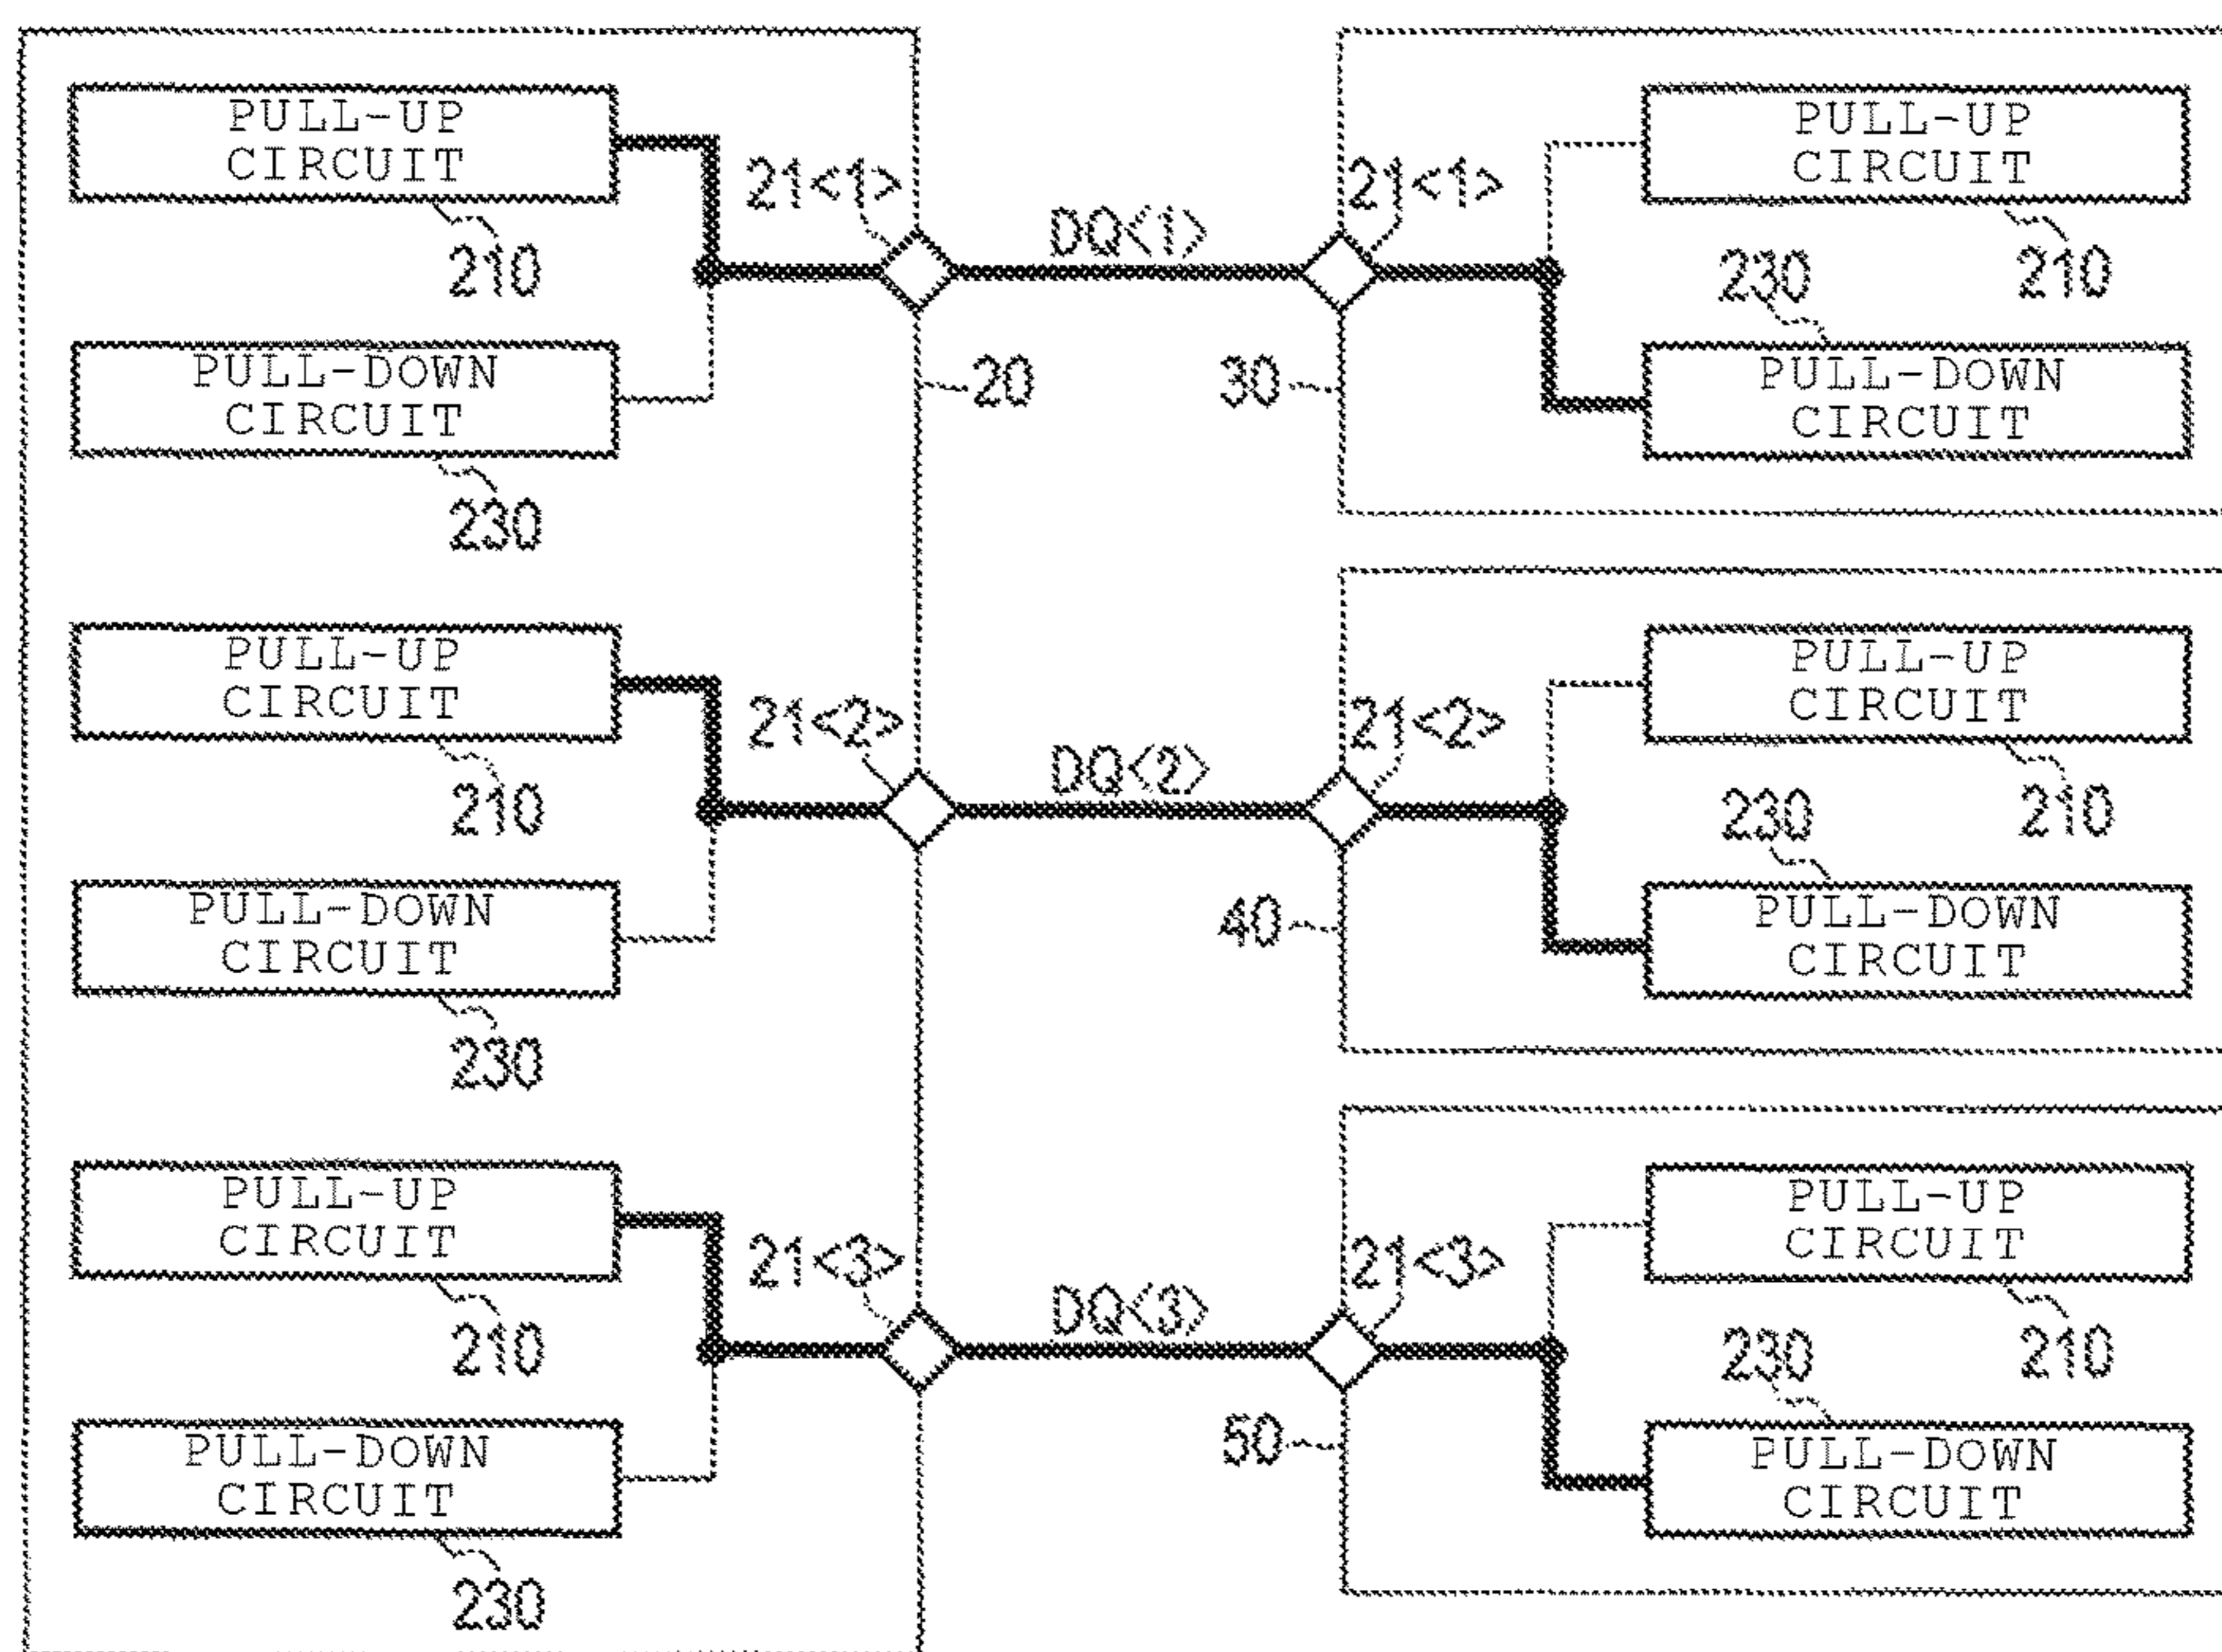 PULL-UP
CIRCUIT
210
PULL-DOWN
CIRCUIT
230
21<1>
DQ<1>
21<1>
20
30
PULL-UP
CIRCUIT
210
230
PULL-DOWN
CIRCUIT
PULL-UP
CIRCUIT
210
PULL-DOWN
CIRCUIT
230
21<2>
DQ<2>
21<2>
40
PULL-UP
CIRCUIT
210
230
PULL-DOWN
CIRCUIT
PULL-UP
CIRCUIT
210
PULL-DOWN
CIRCUIT
230
21<3>
DQ<3>
21<3>
50
PULL-UP
CIRCUIT
210
230
PULL-DOWN
CIRCUIT